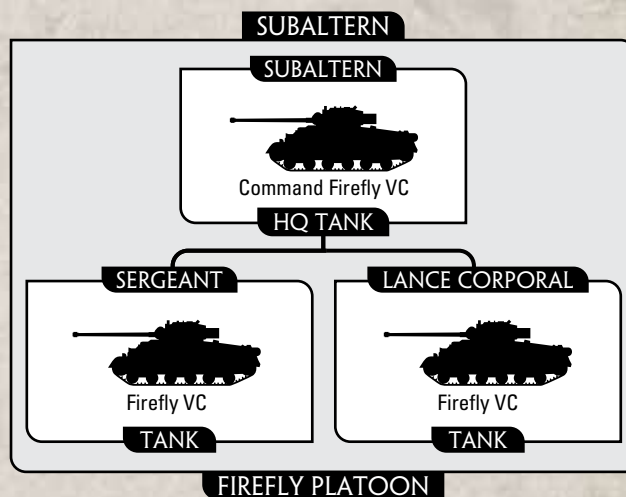 SUBALTERN
SUBALTERN
Command Firefly VC
HQ TANK
SERGEANT
LANCE CORPORAL
Firefly VC
Firefly VC
TANK
TANK
FIREFLY PLATOON